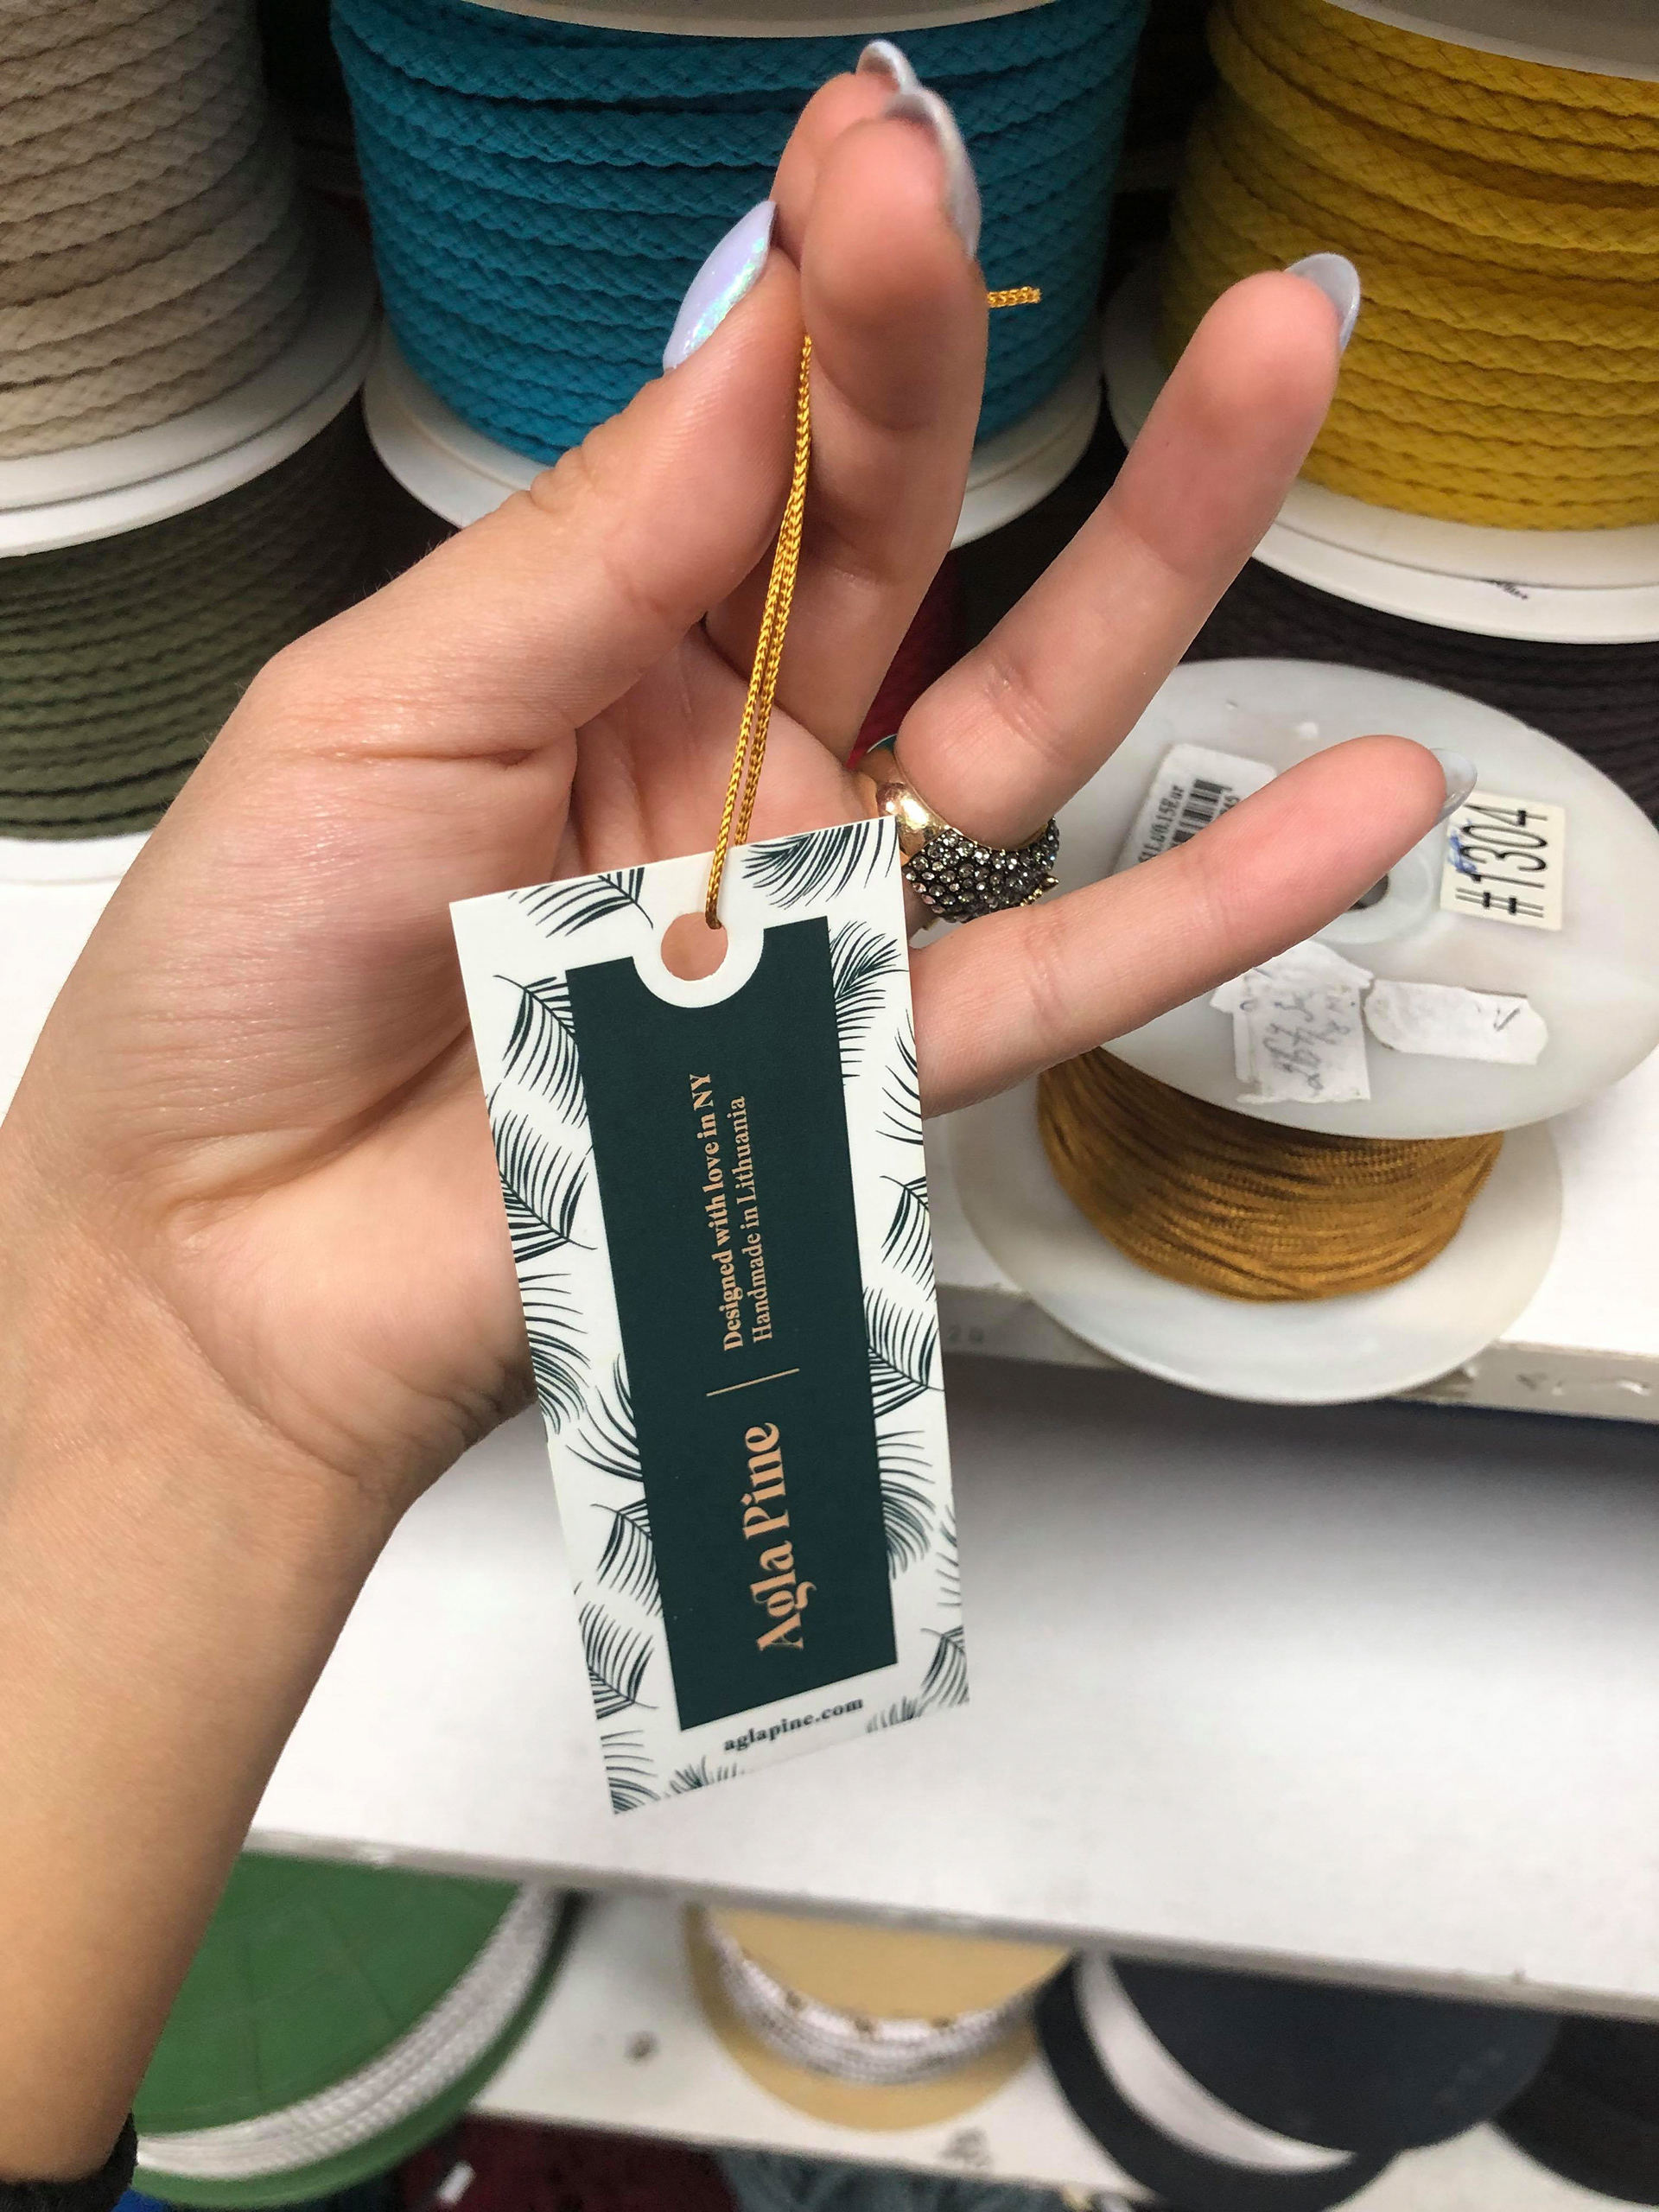 Agla Pine
Designed with love in NY
Handmade in Lithuania
aglapine.com
#1304